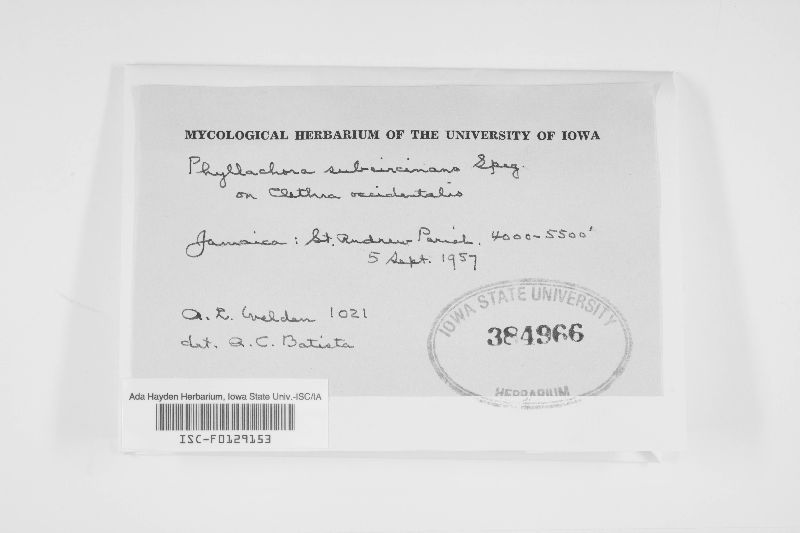 MYCOLOGICAL HERBARIUM OF THE UNIVERSITY OF IOWA
Phyllachora subcircinans Speg.
on Clethra occidentalis
Jamaica: St. Andrew Parish, 4000-5500'
5 Sept. 1957
A. L. Welden 1021
det. A. C. Batista
IOWA STATE UNIVERSITY
384966
HERBARIUM
Ada Hayden Herbarium, Iowa State Univ.-ISC/IA
ISC-F0129153